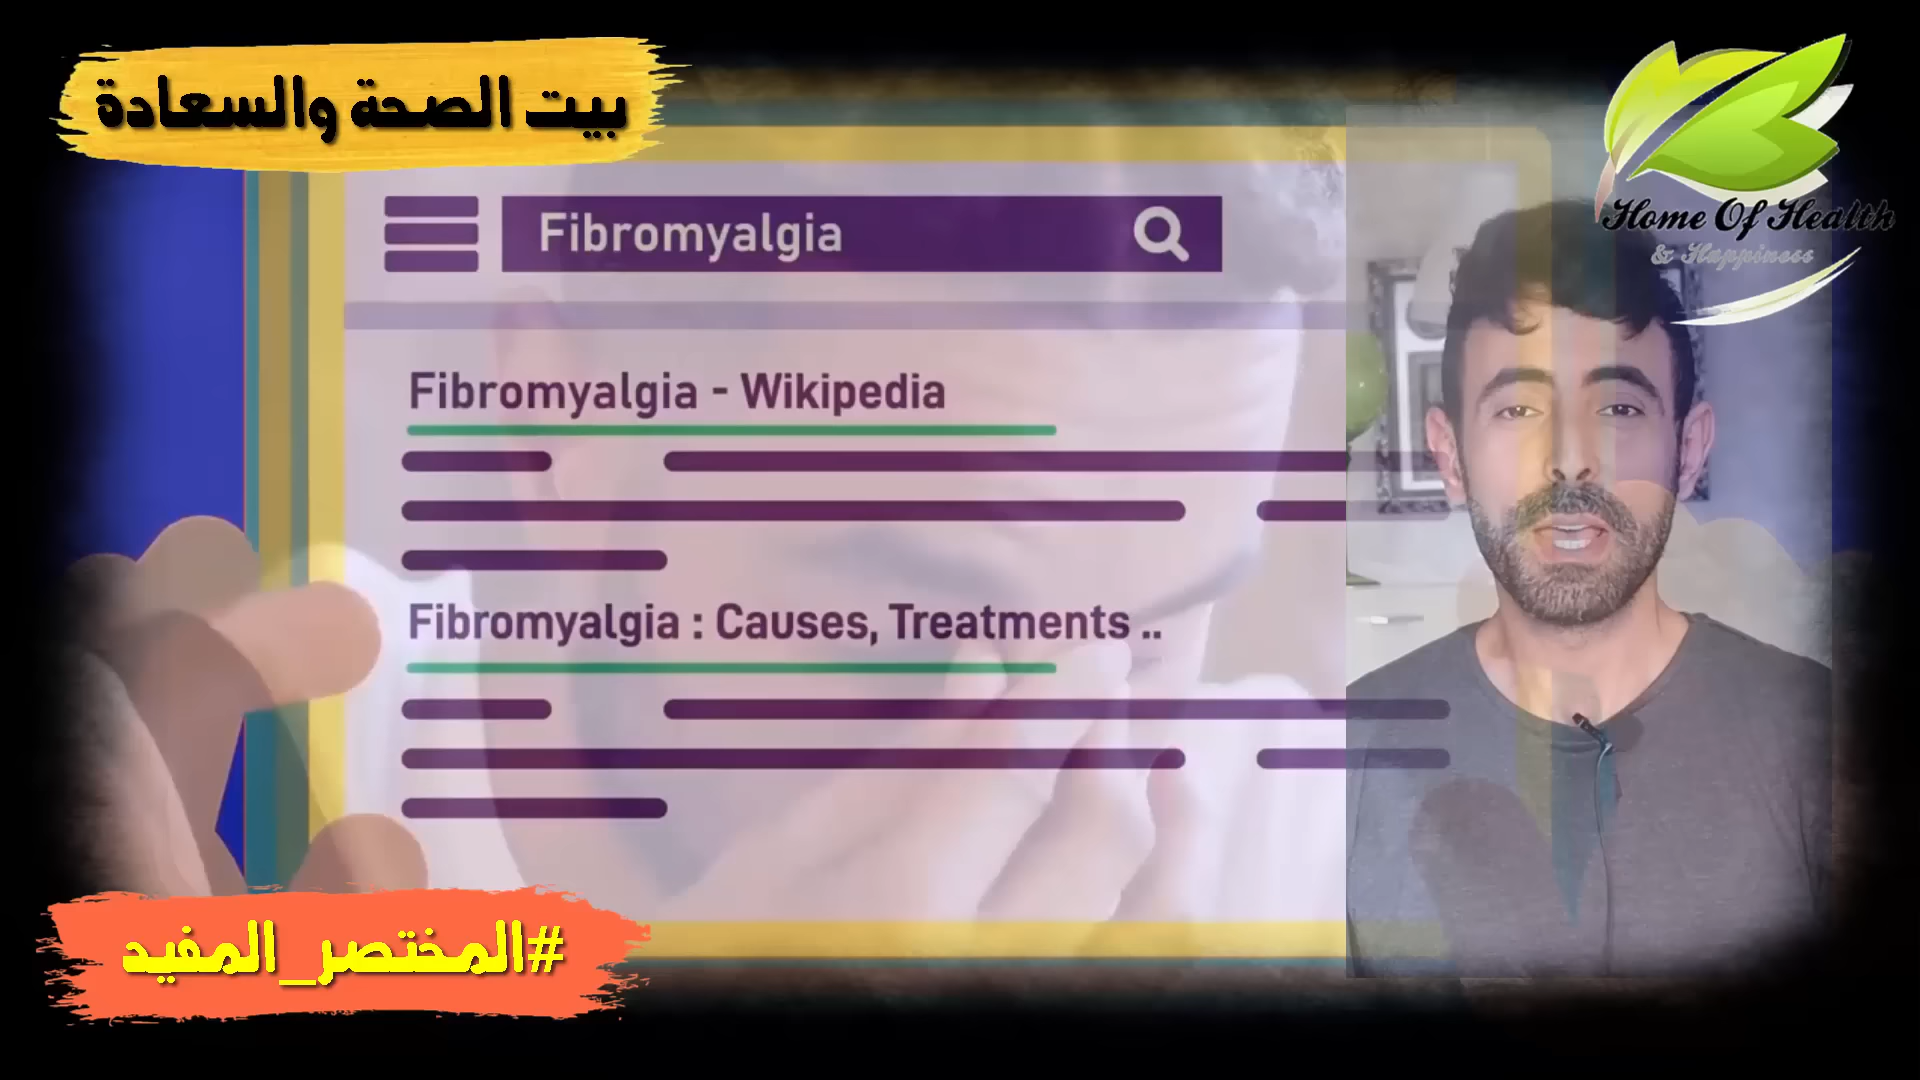 بيت الصحة والسعادة
Home Of Health
& Happiness
Fibromyalgia
Fibromyalgia - Wikipedia
Fibromyalgia : Causes, Treatments ..
#المختصر_المفيد